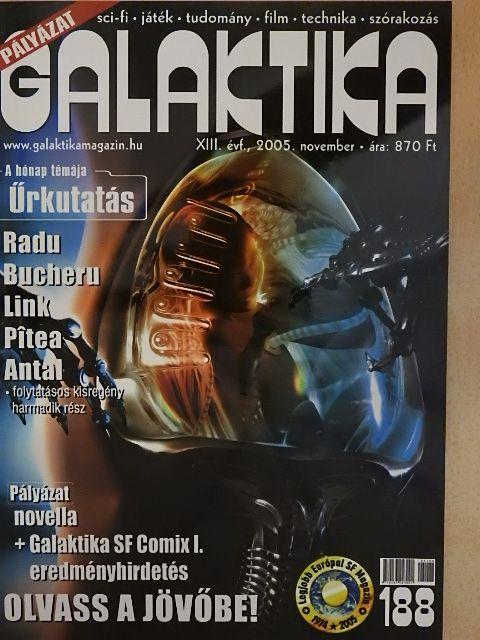 PÁLYÁZAT
sci-fi • játék • tudomány • film • technika • szórakozás
GALAKTIKA
www.galaktikamagazin.hu
XIII. évf., 2005. november • ára: 870 Ft
A hónap témája
Űrkutatás
Radu
Bucheru
Link
Pîtea
Antal
• folytatásos kisregény
harmadik rész
Pályázat
novella
+ Galaktika SF Comix I.
eredményhirdetés
OLVASS A JÖVŐBE!
Legjobb Európai SF Magazin
1974 ★ 2005
188